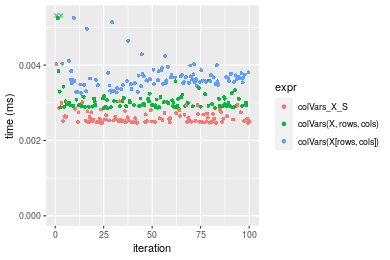 time (ms)
0.004
0.002
0.000
0
25
50
75
100
iteration
expr
colVars_X_S
colVars(X, rows, cols)
colVars(X[rows, cols])